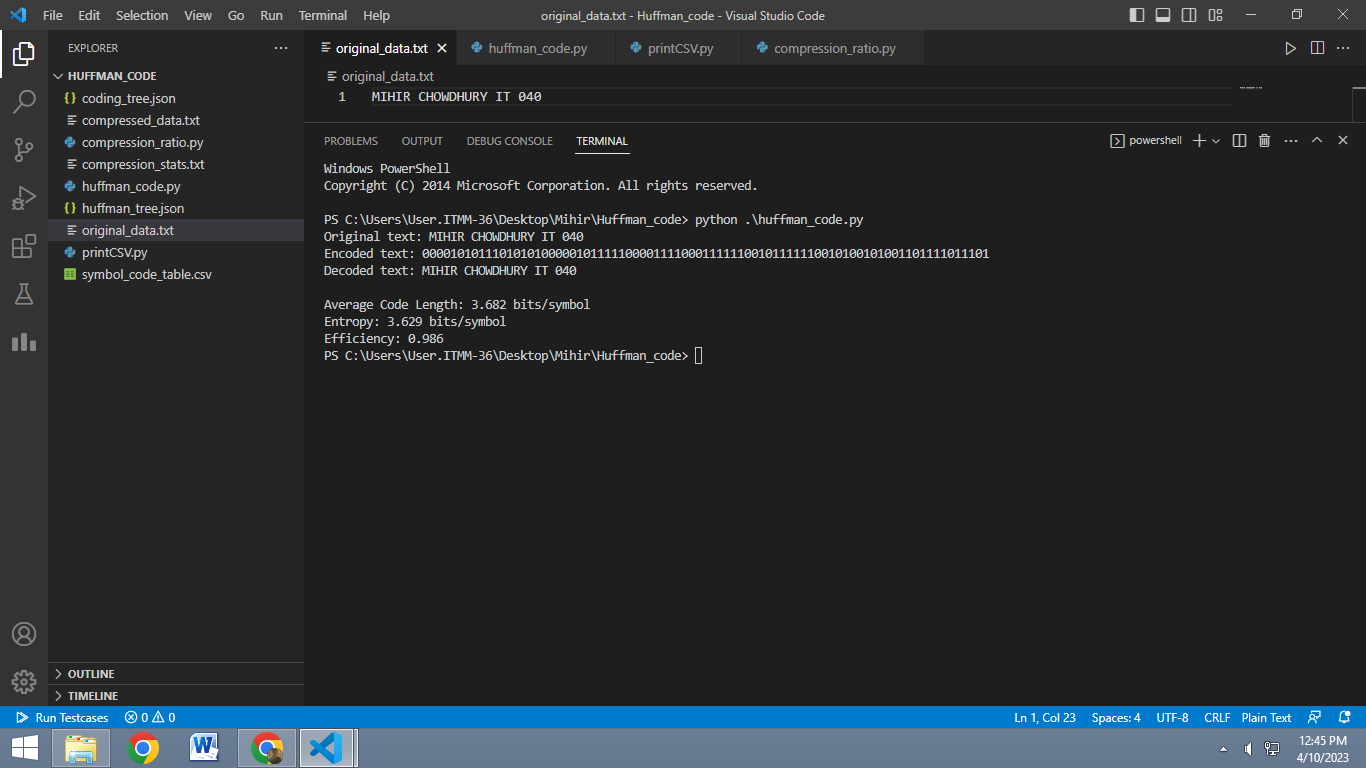 File Edit Selection View Go Run Terminal Help
original_data.txt - Huffman_code - Visual Studio Code
EXPLORER
HUFFMAN_CODE
coding_tree.json
compressed_data.txt
compression_ratio.py
compression_stats.txt
huffman_code.py
huffman_tree.json
original_data.txt
printCSV.py
symbol_code_table.csv
OUTLINE
TIMELINE
original_data.txt huffman_code.py printCSV.py compression_ratio.py
original_data.txt
1 MIHIR CHOWDHURY IT 040
PROBLEMS OUTPUT DEBUG CONSOLE TERMINAL
powershell
Windows PowerShell
Copyright (C) 2014 Microsoft Corporation. All rights reserved.
PS C:\Users\User.ITMM-36\Desktop\Mihir\Huffman_code> python .\huffman_code.py
Original text: MIHIR CHOWDHURY IT 040
Encoded text: 000010101110101010000010111110000111100011111100101111110010100101001101111011101
Decoded text: MIHIR CHOWDHURY IT 040
Average Code Length: 3.682 bits/symbol
Entropy: 3.629 bits/symbol
Efficiency: 0.986
PS C:\Users\User.ITMM-36\Desktop\Mihir\Huffman_code>
Run Testcases 0 0
Ln 1, Col 23 Spaces: 4 UTF-8 CRLF Plain Text
12:45 PM
4/10/2023